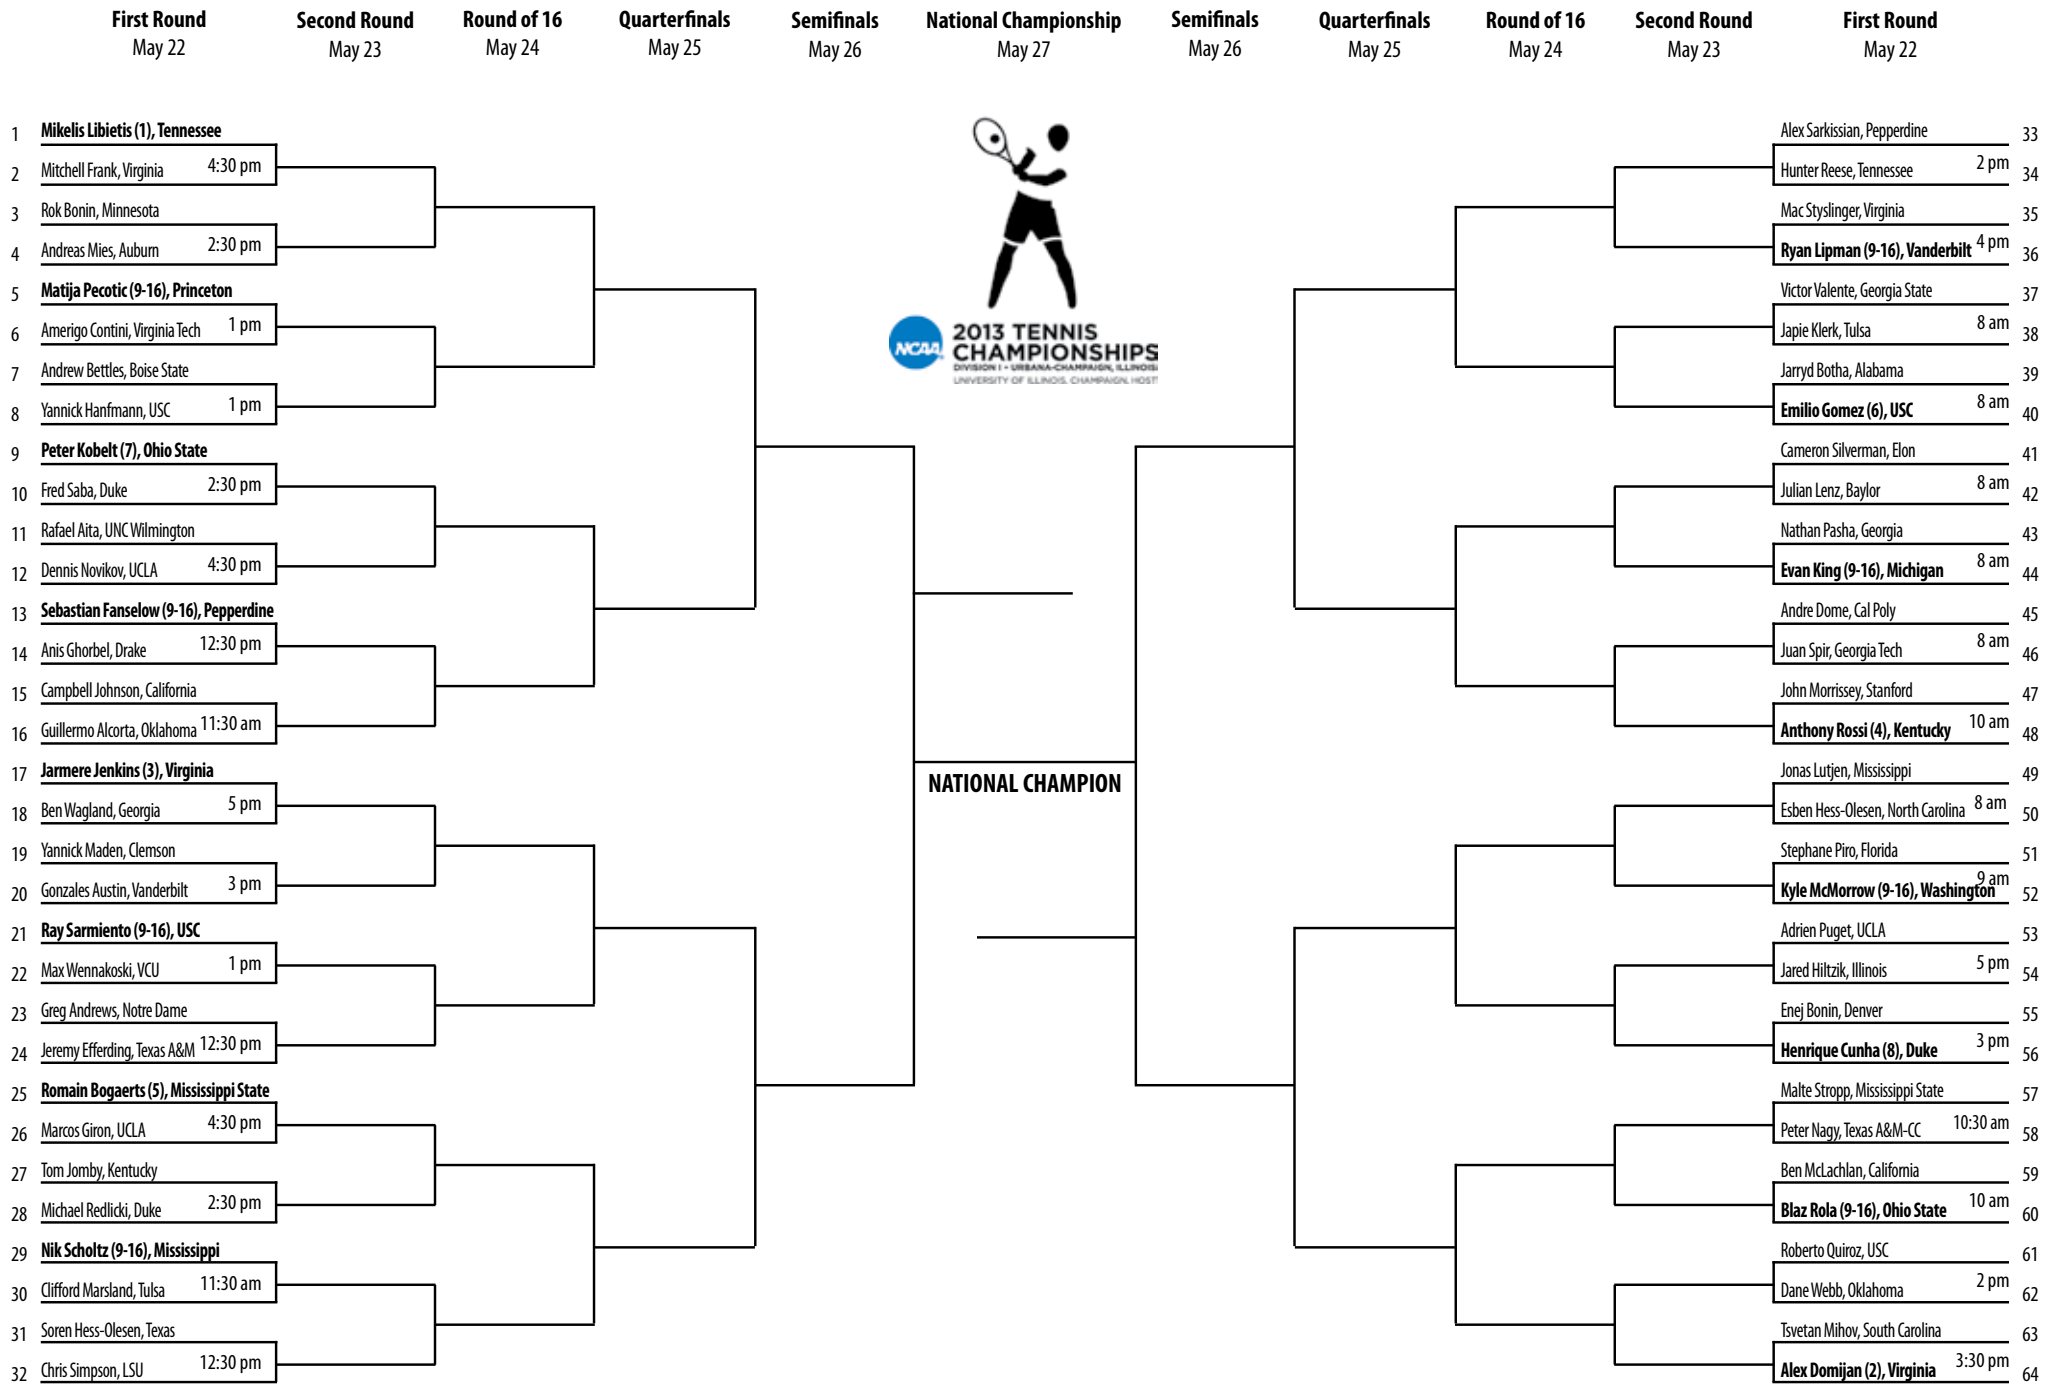 First Round Second Round Round of 16 Quarterfinals Semifinals National Championship Semifinals Quarterfinals Round of 16 Second Round First Round
May 22 May 23 May 24 May 25 May 26 May 27 May 26 May 25 May 24 May 23 May 22
1 Mikelis Libietis (1), Tennessee
4:30 pm
2 Mitchell Frank, Virginia
3 Rok Bonin, Minnesota
2:30 pm
4 Andreas Mies, Auburn
5 Matija Pecotic (9-16), Princeton
1 pm
6 Amerigo Contini, Virginia Tech
7 Andrew Bettles, Boise State
1 pm
8 Yannick Hanfmann, USC
9 Peter Kobelt (7), Ohio State
2:30 pm
10 Fred Saba, Duke
11 Rafael Aita, UNC Wilmington
4:30 pm
12 Dennis Novikov, UCLA
13 Sebastian Fanselow (9-16), Pepperdine
12:30 pm
14 Anis Ghorbel, Drake
15 Campbell Johnson, California
11:30 am
16 Guillermo Alcorta, Oklahoma
17 Jarmere Jenkins (3), Virginia
5 pm
18 Ben Wagland, Georgia
19 Yannick Maden, Clemson
3 pm
20 Gonzales Austin, Vanderbilt
21 Ray Sarmiento (9-16), USC
1 pm
22 Max Wennakoski, VCU
23 Greg Andrews, Notre Dame
12:30 pm
24 Jeremy Efferding, Texas A&M
25 Romain Bogaerts (5), Mississippi State
4:30 pm
26 Marcos Giron, UCLA
27 Tom Jomby, Kentucky
2:30 pm
28 Michael Redlicki, Duke
29 Nik Scholtz (9-16), Mississippi
11:30 am
30 Clifford Marsland, Tulsa
31 Soren Hess-Olesen, Texas
12:30 pm
32 Chris Simpson, LSU
NCAA
2013 TENNIS
CHAMPIONSHIPS
DIVISION I - URBANA-CHAMPAIGN, ILLINOIS
UNIVERSITY OF ILLINOIS, CHAMPAIGN, HOST
NATIONAL CHAMPION
Alex Sarkissian, Pepperdine 33
2 pm
Hunter Reese, Tennessee 34
Mac Styslinger, Virginia 35
4 pm
Ryan Lipman (9-16), Vanderbilt 36
Victor Valente, Georgia State 37
8 am
Japie Klerk, Tulsa 38
Jarryd Botha, Alabama 39
8 am
Emilio Gomez (6), USC 40
Cameron Silverman, Elon 41
8 am
Julian Lenz, Baylor 42
Nathan Pasha, Georgia 43
8 am
Evan King (9-16), Michigan 44
Andre Dome, Cal Poly 45
8 am
Juan Spir, Georgia Tech 46
John Morrissey, Stanford 47
10 am
Anthony Rossi (4), Kentucky 48
Jonas Lutjen, Mississippi 49
8 am
Esben Hess-Olesen, North Carolina 50
Stephane Piro, Florida 51
9 am
Kyle McMorrow (9-16), Washington 52
Adrien Puget, UCLA 53
5 pm
Jared Hiltzik, Illinois 54
Enej Bonin, Denver 55
3 pm
Henrique Cunha (8), Duke 56
Malte Stropp, Mississippi State 57
10:30 am
Peter Nagy, Texas A&M-CC 58
Ben McLachlan, California 59
10 am
Blaz Rola (9-16), Ohio State 60
Roberto Quiroz, USC 61
2 pm
Dane Webb, Oklahoma 62
Tsvetan Mihov, South Carolina 63
3:30 pm
Alex Domijan (2), Virginia 64